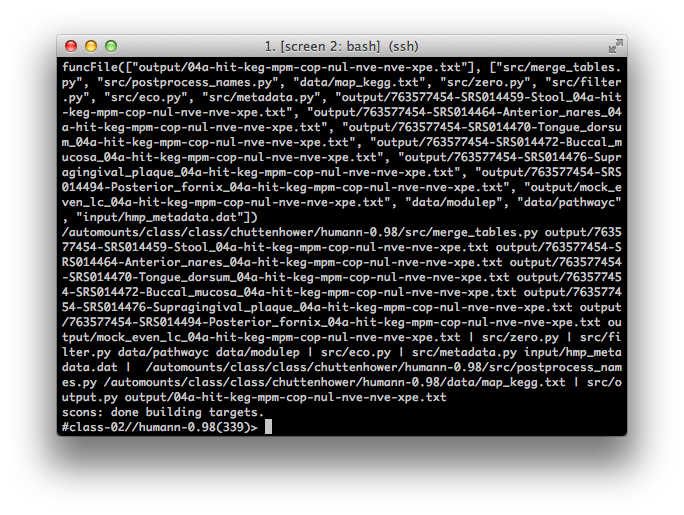 1. [screen 2: bash] (ssh)
funcFile(["output/04a-hit-keg-mpm-cop-nul-nve-nve-xpe.txt"], ["src/merge_tables.
py", "src/postprocess_names.py", "data/map_kegg.txt", "src/zero.py", "src/filter
.py", "src/eco.py", "src/metadata.py", "output/763577454-SRS014459-Stool_04a-hit
-keg-mpm-cop-nul-nve-nve-xpe.txt", "output/763577454-SRS014464-Anterior_nares_04
a-hit-keg-mpm-cop-nul-nve-nve-xpe.txt", "output/763577454-SRS014470-Tongue_dorsu
m_04a-hit-keg-mpm-cop-nul-nve-nve-xpe.txt", "output/763577454-SRS014472-Buccal_m
ucosa_04a-hit-keg-mpm-cop-nul-nve-nve-xpe.txt", "output/763577454-SRS014476-Supr
agingival_plaque_04a-hit-keg-mpm-cop-nul-nve-nve-xpe.txt", "output/763577454-SRS
014494-Posterior_fornix_04a-hit-keg-mpm-cop-nul-nve-nve-xpe.txt", "output/mock_e
ven_lc_04a-hit-keg-mpm-cop-nul-nve-nve-xpe.txt", "data/modulep", "data/pathwayc"
, "input/hmp_metadata.dat"])
/automounts/class/class/chuttenhower/humann-0.98/src/merge_tables.py output/7635
77454-SRS014459-Stool_04a-hit-keg-mpm-cop-nul-nve-nve-xpe.txt output/763577454-S
RS014464-Anterior_nares_04a-hit-keg-mpm-cop-nul-nve-nve-xpe.txt output/763577454
-SRS014470-Tongue_dorsum_04a-hit-keg-mpm-cop-nul-nve-nve-xpe.txt output/76357745
4-SRS014472-Buccal_mucosa_04a-hit-keg-mpm-cop-nul-nve-nve-xpe.txt output/7635774
54-SRS014476-Supragingival_plaque_04a-hit-keg-mpm-cop-nul-nve-nve-xpe.txt output
/763577454-SRS014494-Posterior_fornix_04a-hit-keg-mpm-cop-nul-nve-nve-xpe.txt ou
tput/mock_even_lc_04a-hit-keg-mpm-cop-nul-nve-nve-xpe.txt | src/zero.py | src/fi
lter.py data/pathwayc data/modulep | src/eco.py | src/metadata.py input/hmp_meta
data.dat |  /automounts/class/class/chuttenhower/humann-0.98/src/postprocess_nam
es.py /automounts/class/class/chuttenhower/humann-0.98/data/map_kegg.txt | src/o
utput.py output/04a-hit-keg-mpm-cop-nul-nve-nve-xpe.txt
scons: done building targets.
#class-02//humann-0.98(339)>